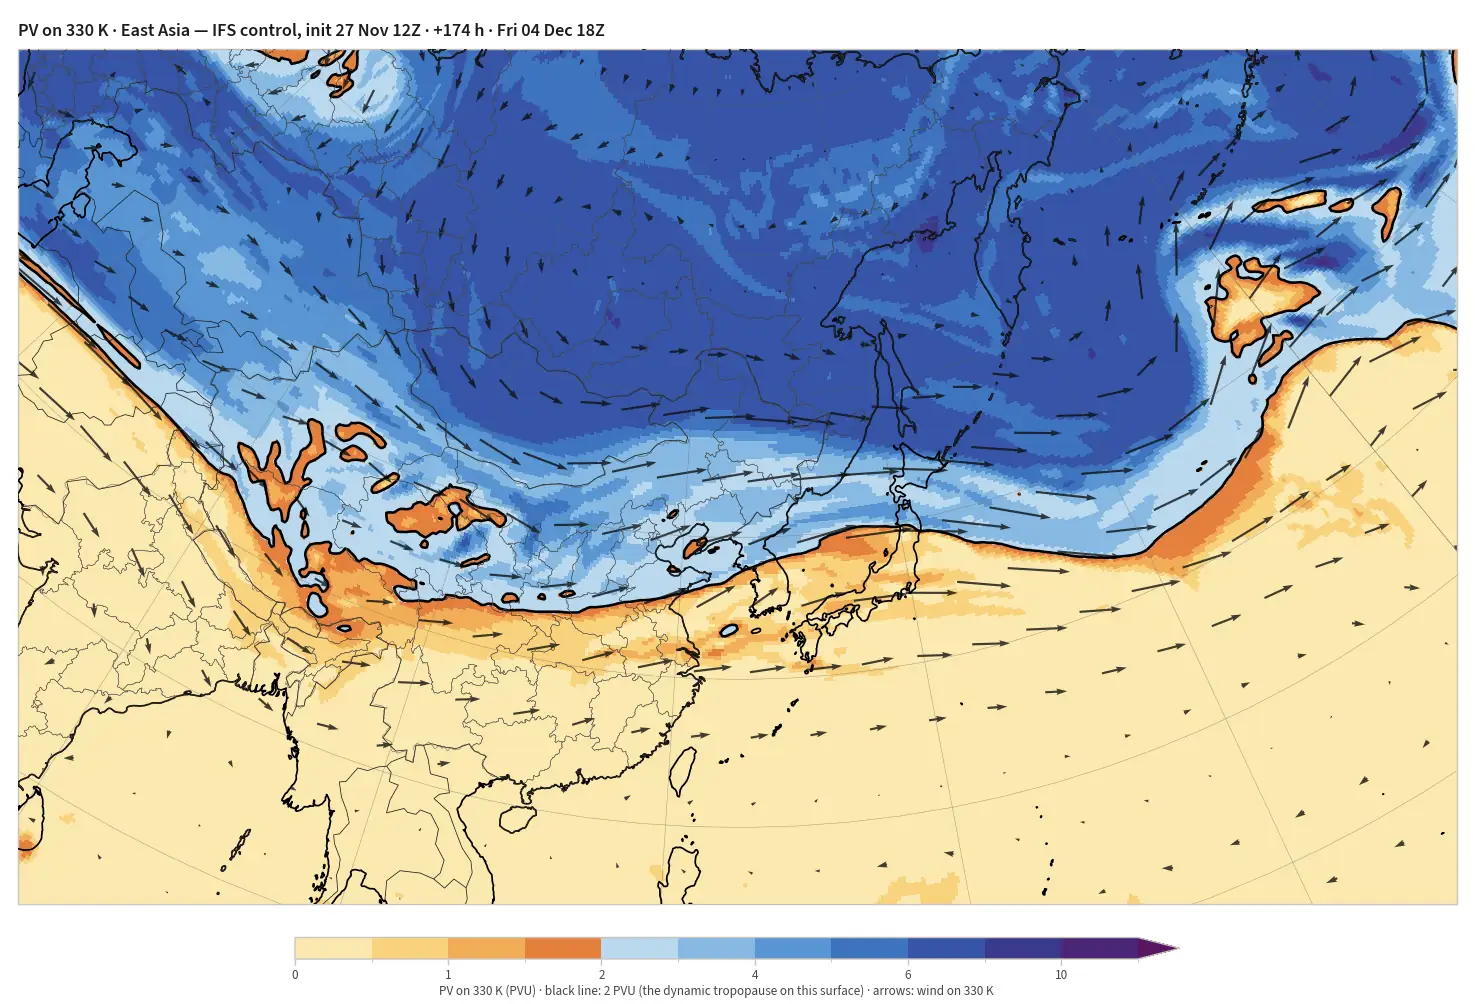 PV on 330 K · East Asia — IFS control, init 27 Nov 12Z · +174 h · Fri 04 Dec 18Z
0 1 2 4 6 10
PV on 330 K (PVU) · black line: 2 PVU (the dynamic tropopause on this surface) · arrows: wind on 330 K